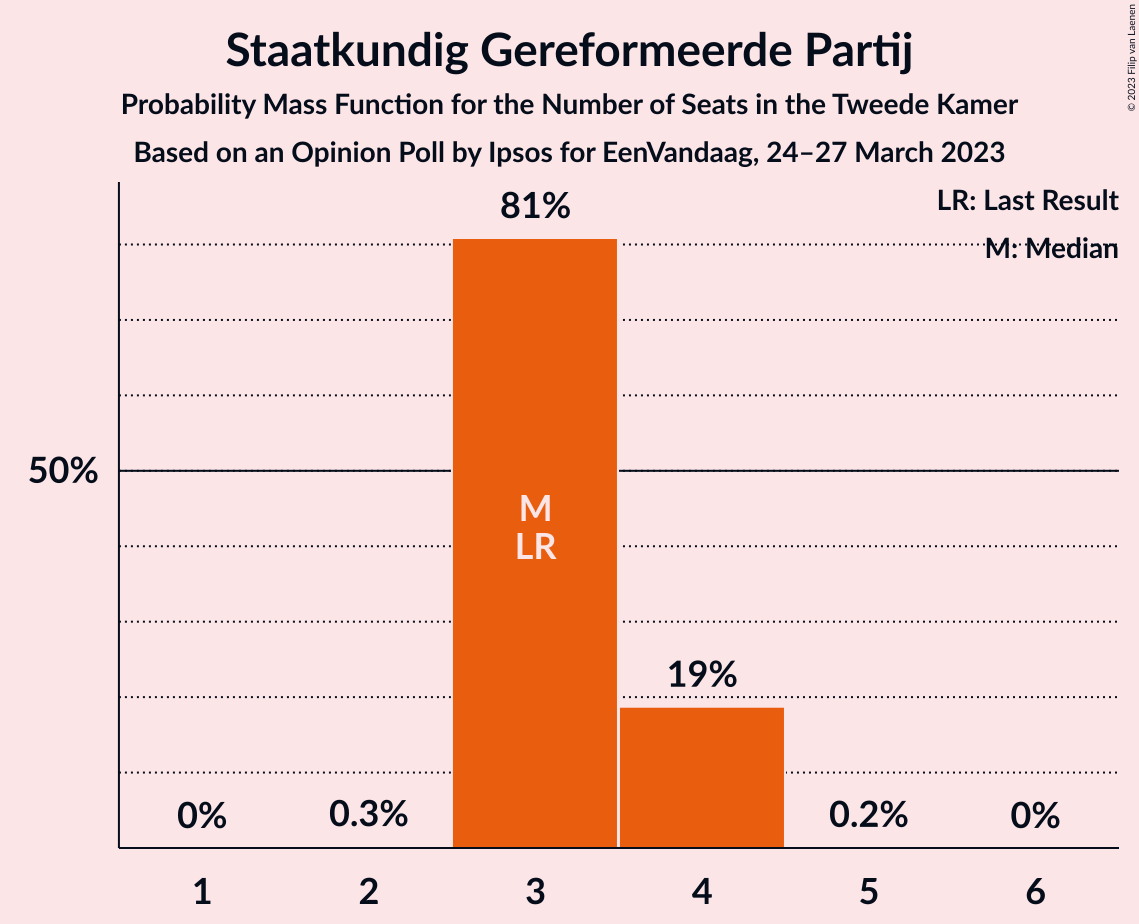 Staatkundig Gereformeerde Partij
Probability Mass Function for the Number of Seats in the Tweede Kamer
Based on an Opinion Poll by Ipsos for EenVandaag, 24–27 March 2023
© 2023 Filip van Laenen
LR: Last Result
M: Median
81%
50%
M
LR
19%
0%
0.3%
0.2%
0%
1
2
3
4
5
6